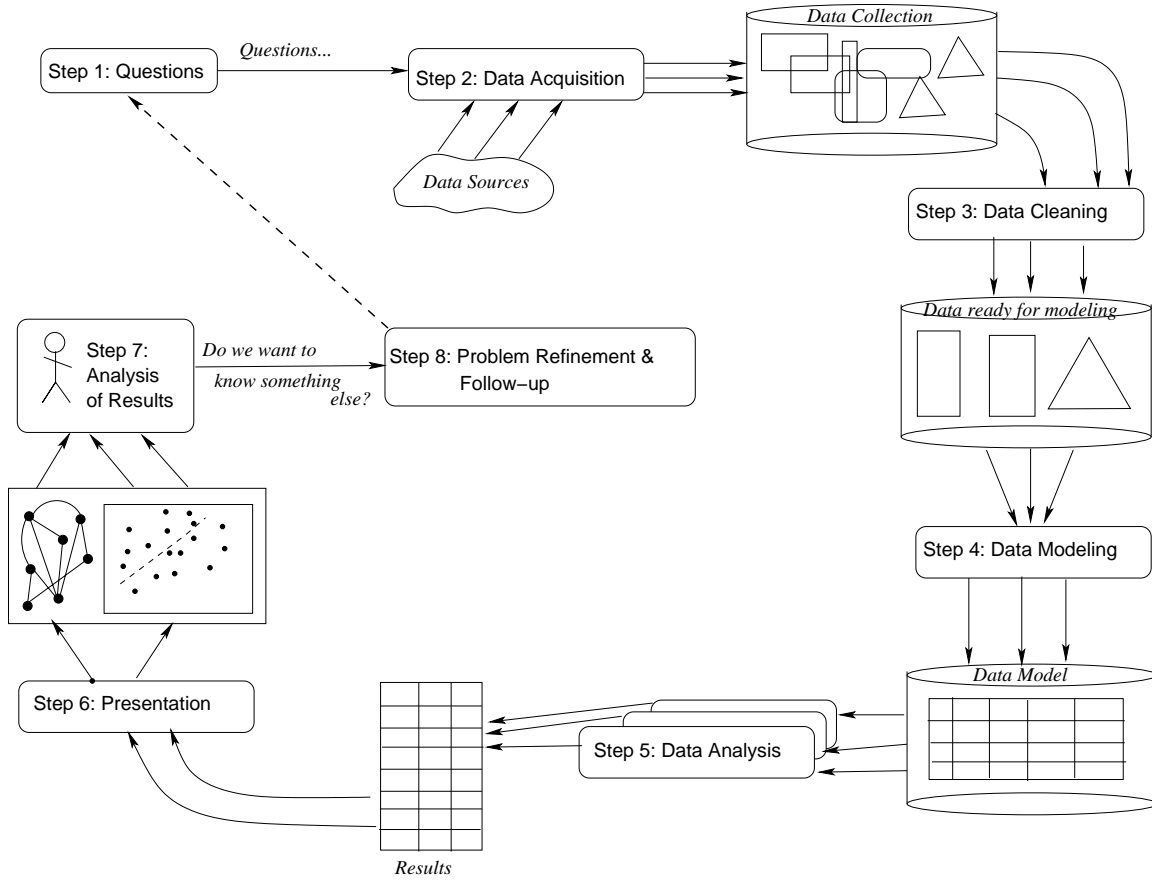 Step 1: Questions
Questions...
Step 2: Data Acquisition
Data Sources
Data Collection
Step 3: Data Cleaning
Data ready for modeling
Step 4: Data Modeling
Data Model
Step 5: Data Analysis
Results
Step 6: Presentation
Step 7:
Analysis
of Results
Do we want to
know something
else?
Step 8: Problem Refinement &
Follow−up